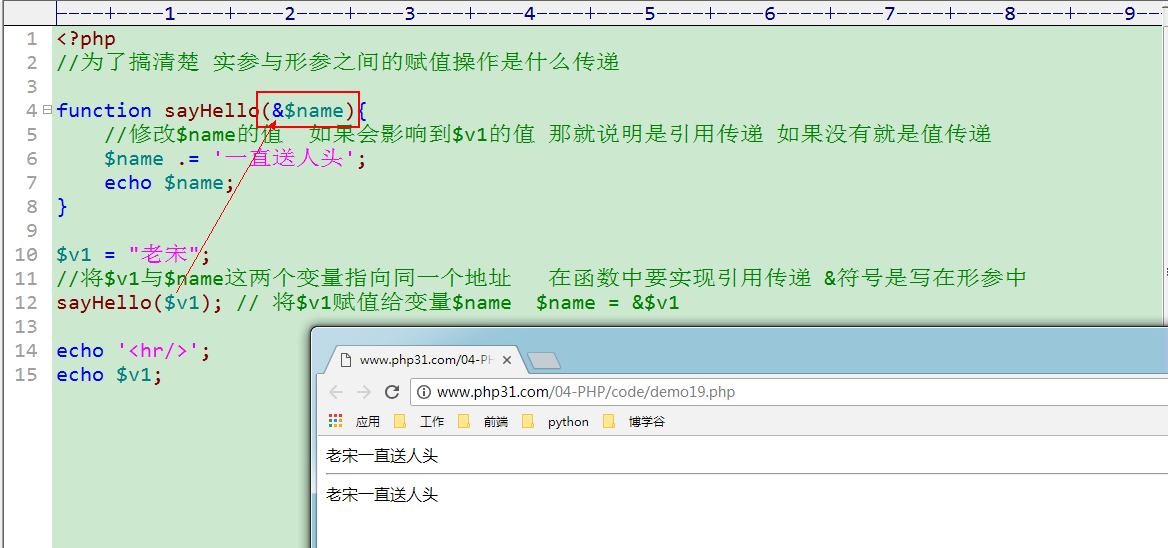 ----+----1----+----2----+----3----+----4----+----5----+----6----+----7----+----8----+----9--
1 <?php
2 //为了搞清楚 实参与形参之间的赋值操作是什么传递
3
4 function sayHello(&$name){
5 //修改$name的值  如果会影响到$v1的值 那就说明是引用传递 如果没有就是值传递
6 $name .= '一直送人头';
7 echo $name;
8 }
9
10 $v1 = "老宋";
11 //将$v1与$name这两个变量指向同一个地址   在函数中要实现引用传递 &符号是写在形参中
12 sayHello($v1); // 将$v1赋值给变量$name  $name = &$v1
13
14 echo '<hr/>';
15 echo $v1;
www.php31.com/04-PH
www.php31.com/04-PHP/code/demo19.php
应用 工作 前端 python 博学谷
老宋一直送人头
老宋一直送人头